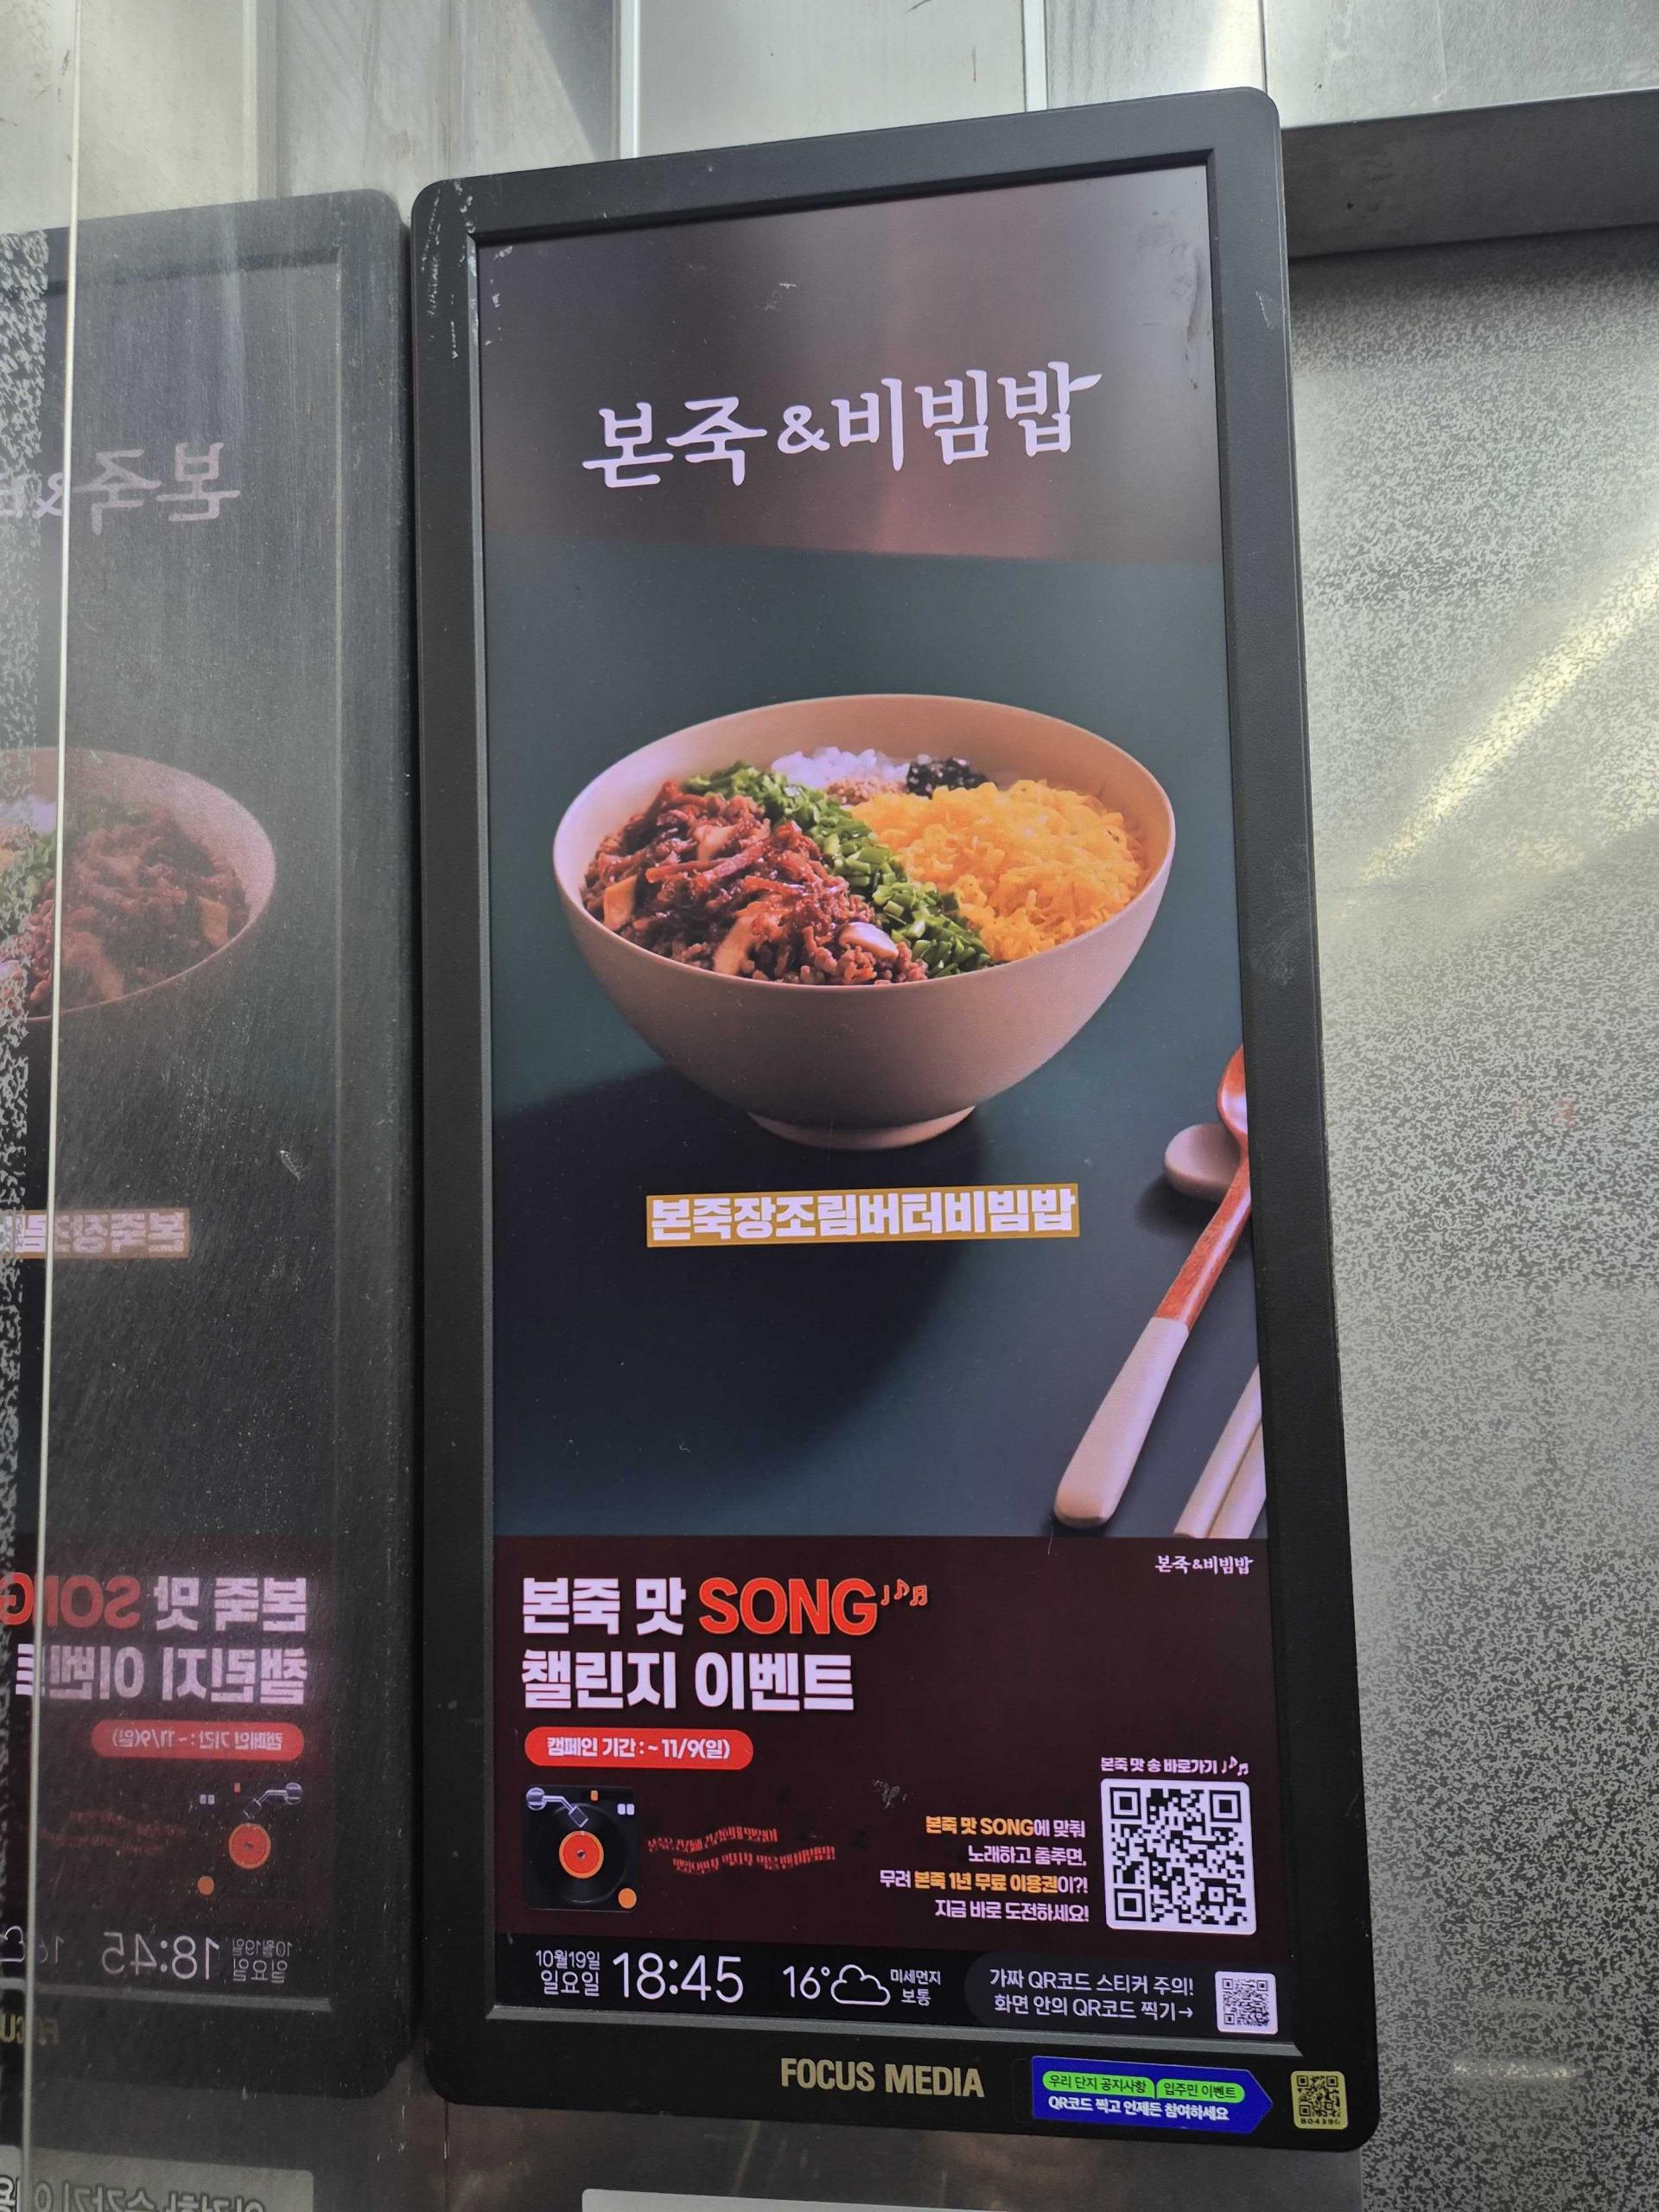 본죽&비빔밥
본죽장조림버터비빔밥
본죽&비빔밥
본죽 맛 SONG
챌린지 이벤트
캠페인 기간 : ~ 11/9(일)
본죽 맛 송 바로가기
본죽 맛 SONG에 맞춰
노래하고 춤추면,
무려 본죽 1년 무료 이용권이?!
지금 바로 도전하세요!
10월19일
일요일
18:45
16°
미세먼지
보통
가짜 QR코드 스티커 주의!
화면 안의 QR코드 찍기→
FOCUS MEDIA
우리 단지 공지사항 입주민 이벤트
QR코드 찍고 언제든 참여하세요